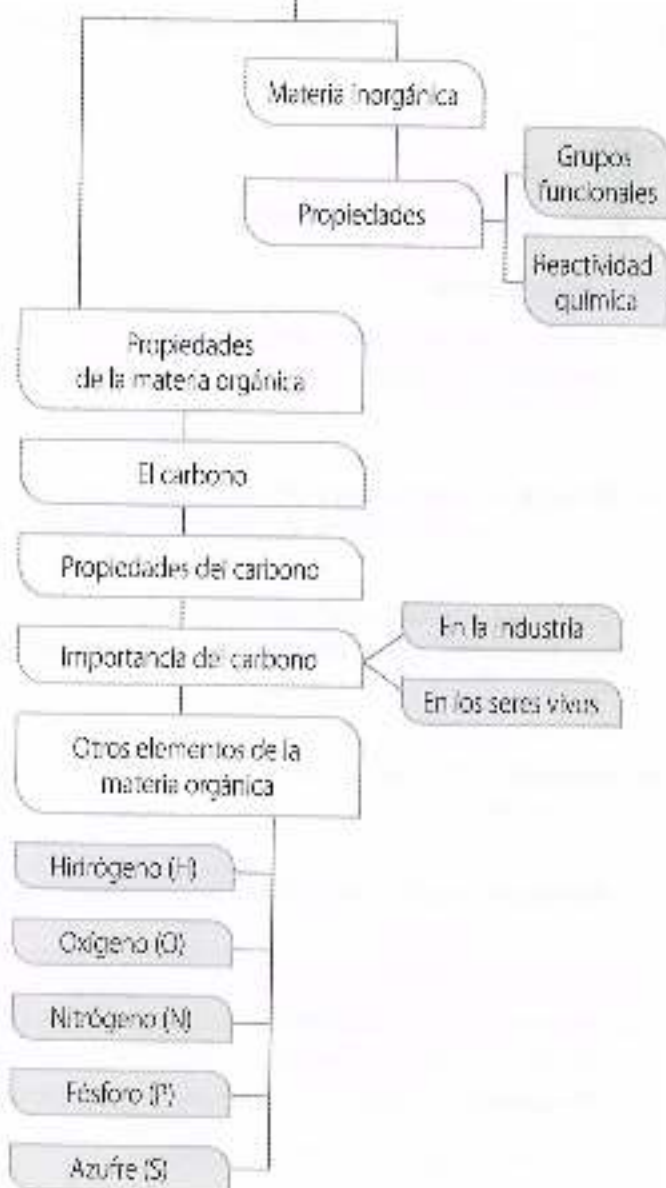 Materia inorgánica
Propiedades
Grupos
funcionales
Reactividad
química
Propiedades
de la materia orgánica
El carbono
Propiedades del carbono
Importancia del carbono
En la industria
En los seres vivos
Otros elementos de la
materia orgánica
Hidrógeno (H)
Oxígeno (O)
Nitrógeno (N)
Fósforo (P)
Azufre (S)